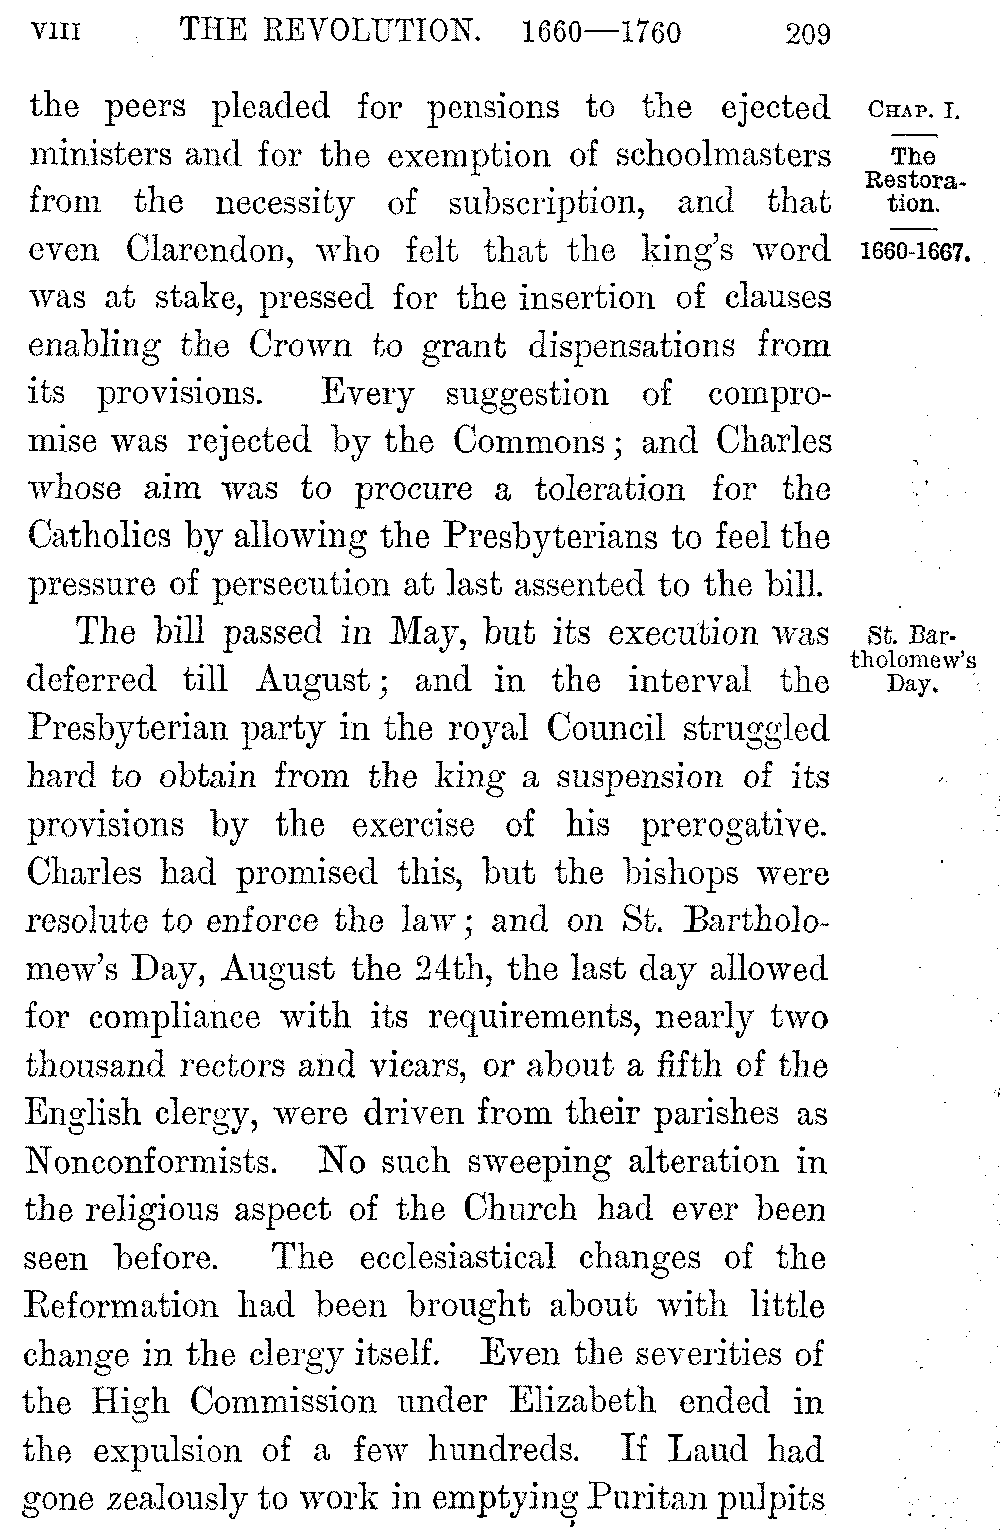 VIII THE REVOLUTION. 1660—1760 209
the peers pleaded for pensions to the ejected
ministers and for the exemption of schoolmasters
from the necessity of subscription, and that
even Clarendon, who felt that the king's word
was at stake, pressed for the insertion of clauses
enabling the Crown to grant dispensations from
its provisions. Every suggestion of compro-
mise was rejected by the Commons; and Charles
whose aim was to procure a toleration for the
Catholics by allowing the Presbyterians to feel the
pressure of persecution at last assented to the bill.
CHAP. I.
The
Restora-
tion.
1660-1667.
The bill passed in May, but its execution was
deferred till August; and in the interval the
Presbyterian party in the royal Council struggled
hard to obtain from the king a suspension of its
provisions by the exercise of his prerogative.
Charles had promised this, but the bishops were
resolute to enforce the law; and on St. Bartholo-
mew's Day, August the 24th, the last day allowed
for compliance with its requirements, nearly two
thousand rectors and vicars, or about a fifth of the
English clergy, were driven from their parishes as
Nonconformists. No such sweeping alteration in
the religious aspect of the Church had ever been
seen before. The ecclesiastical changes of the
Reformation had been brought about with little
change in the clergy itself. Even the severities of
the High Commission under Elizabeth ended in
the expulsion of a few hundreds. If Laud had
gone zealously to work in emptying Puritan pulpits
St. Bar-
tholomew's
Day.